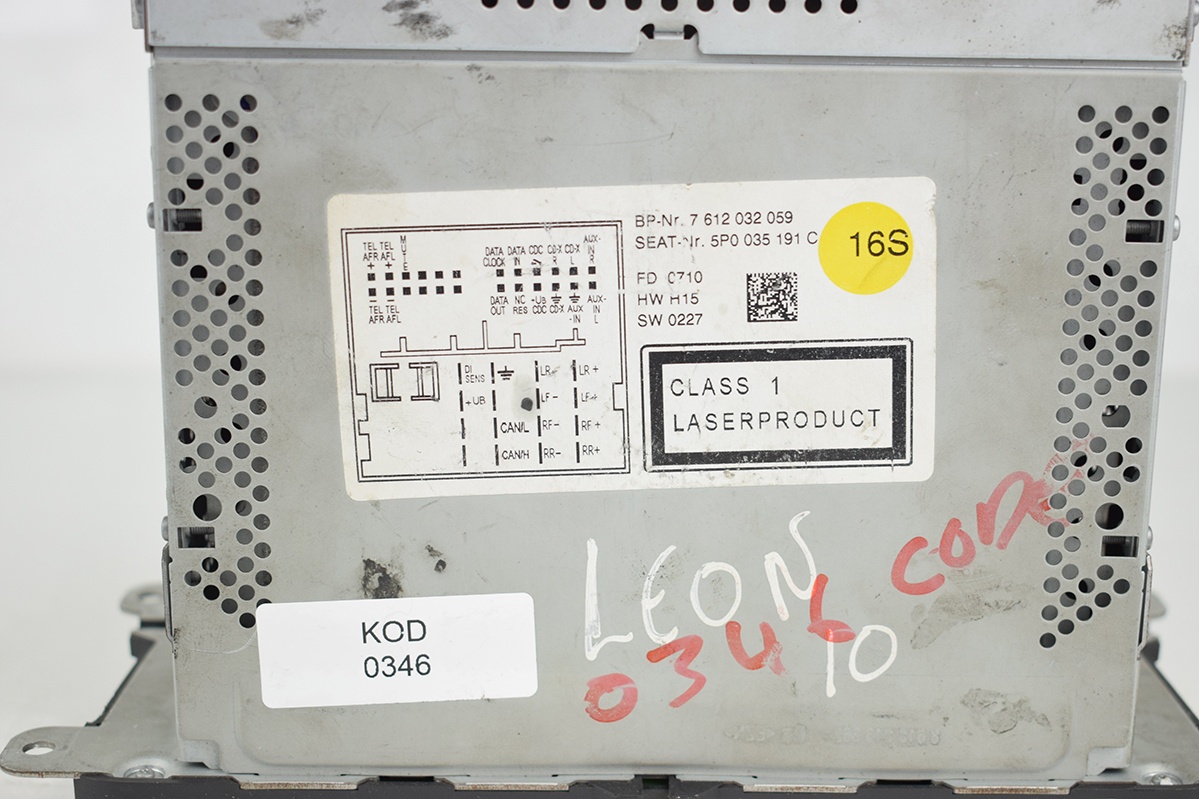 BP-Nr. 7 612 032 059
SEAT-Nr. 5P0 035 191 C
16S
FD 0710
HW H15
SW 0227
TEL AFR + TEL AFL + MUTE
DATA CLOCK DATA IN CDC CD-X R CD-X L AUX-IN R
TEL AFR – TEL AFL –
DATA OUT NC RES +UB CDC CD-X AUX-IN AUX-IN L
DI SENS LR– LR+
+UB LF– LF+
CAN/L RF– RF+
CAN/H RR– RR+
CLASS 1
LASERPRODUCT
LEON 10
0346 CODE
KOD
0346